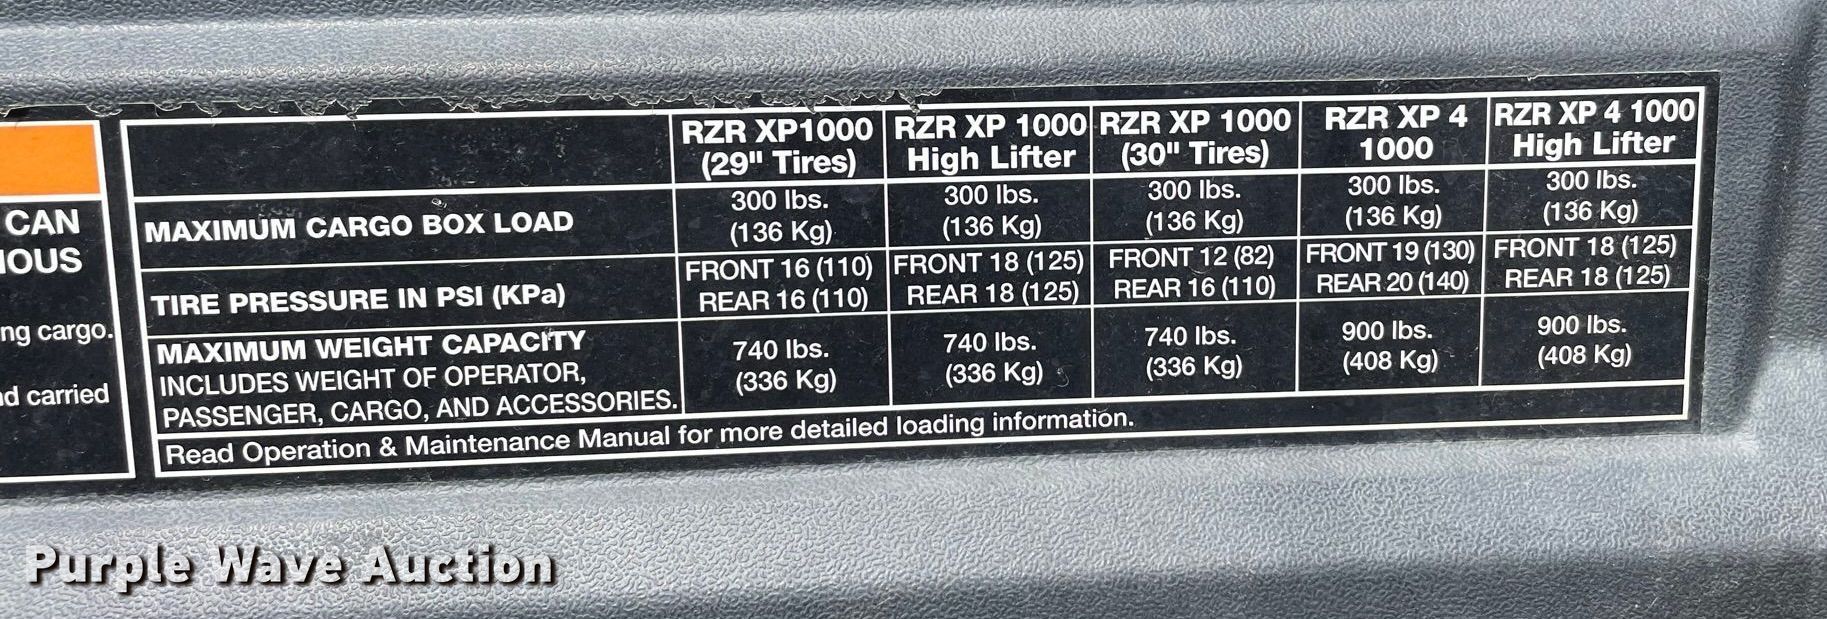 CAN
IOUS
ng cargo.
d carried
RZR XP1000 (29" Tires)
RZR XP 1000 High Lifter
RZR XP 1000 (30" Tires)
RZR XP 4 1000
RZR XP 4 1000 High Lifter
MAXIMUM CARGO BOX LOAD
300 lbs. (136 Kg)
300 lbs. (136 Kg)
300 lbs. (136 Kg)
300 lbs. (136 Kg)
300 lbs. (136 Kg)
TIRE PRESSURE IN PSI (KPa)
FRONT 16 (110) REAR 16 (110)
FRONT 18 (125) REAR 18 (125)
FRONT 12 (82) REAR 16 (110)
FRONT 19 (130) REAR 20 (140)
FRONT 18 (125) REAR 18 (125)
MAXIMUM WEIGHT CAPACITY
INCLUDES WEIGHT OF OPERATOR,
PASSENGER, CARGO, AND ACCESSORIES.
740 lbs. (336 Kg)
740 lbs. (336 Kg)
740 lbs. (336 Kg)
900 lbs. (408 Kg)
900 lbs. (408 Kg)
Read Operation & Maintenance Manual for more detailed loading information.
Purple Wave Auction